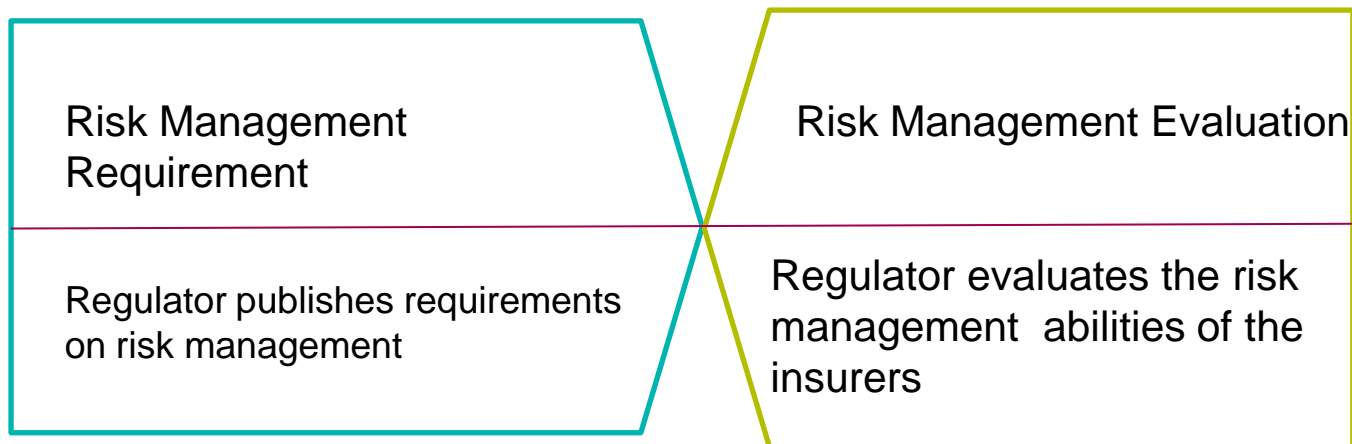 Risk Management
Requirement
Risk Management Evaluation
Regulator publishes requirements
on risk management
Regulator evaluates the risk
management  abilities of the
insurers